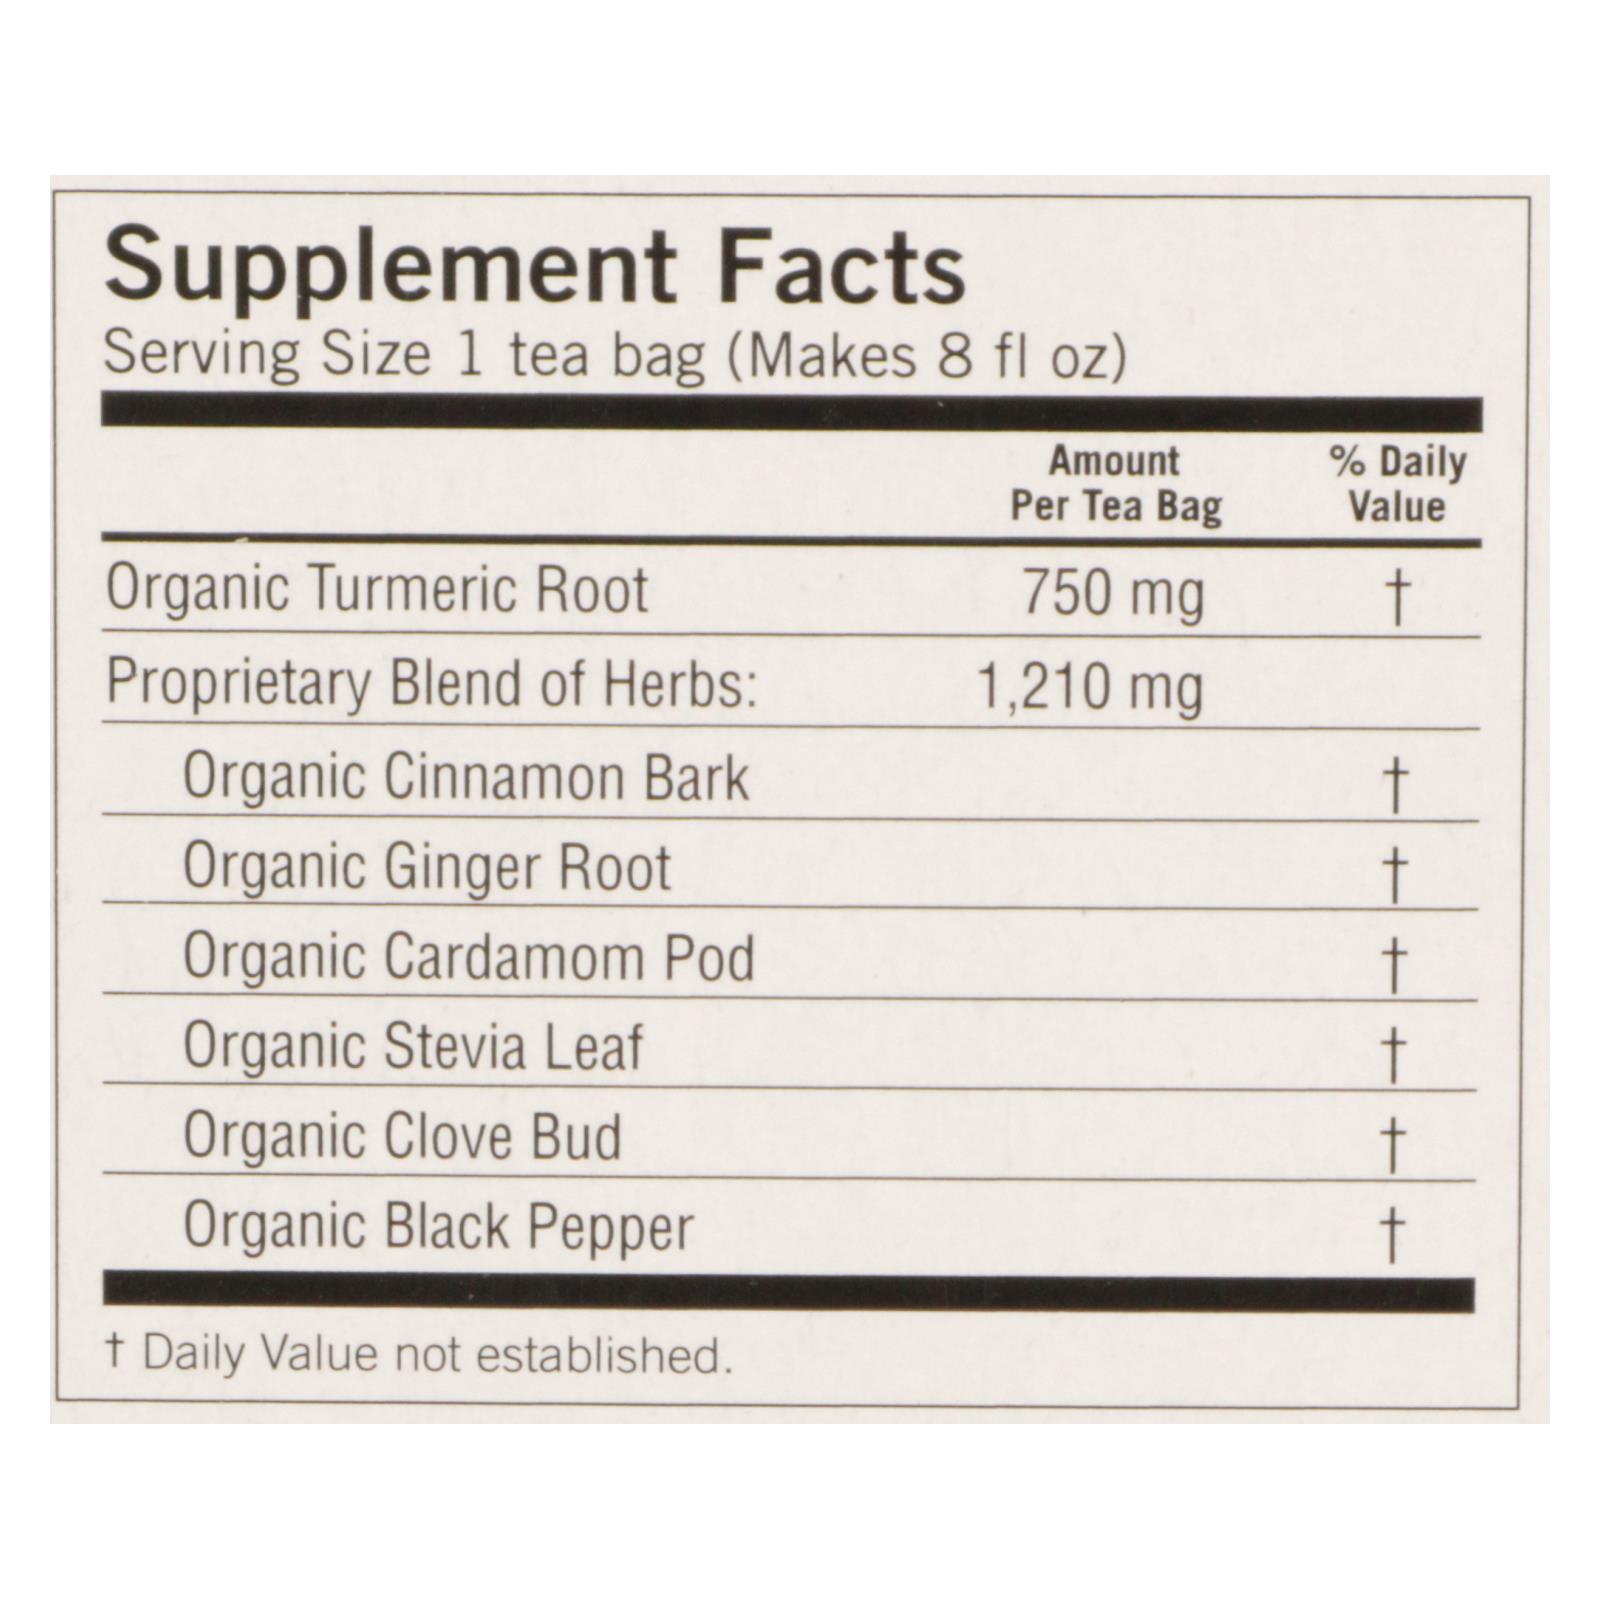 Supplement Facts
Serving Size 1 tea bag (Makes 8 fl oz)
Amount Per Tea Bag % Daily Value
Organic Turmeric Root 750 mg †
Proprietary Blend of Herbs: 1,210 mg
Organic Cinnamon Bark †
Organic Ginger Root †
Organic Cardamom Pod †
Organic Stevia Leaf †
Organic Clove Bud †
Organic Black Pepper †
† Daily Value not established.